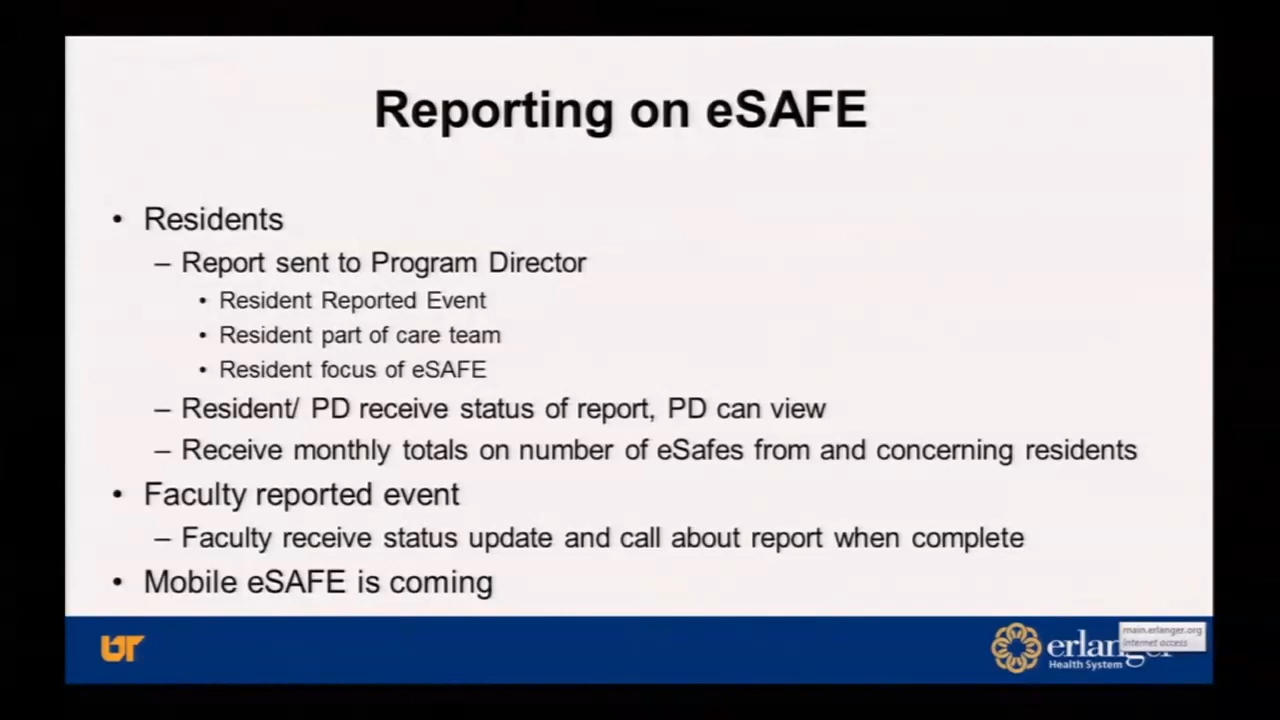 Reporting on eSAFE
• Residents
– Report sent to Program Director
• Resident Reported Event
• Resident part of care team
• Resident focus of eSAFE
– Resident/ PD receive status of report, PD can view
– Receive monthly totals on number of eSafes from and concerning residents
• Faculty reported event
– Faculty receive status update and call about report when complete
• Mobile eSAFE is coming
UT
main.erlanger.org
Internet access
erlanger
Health System